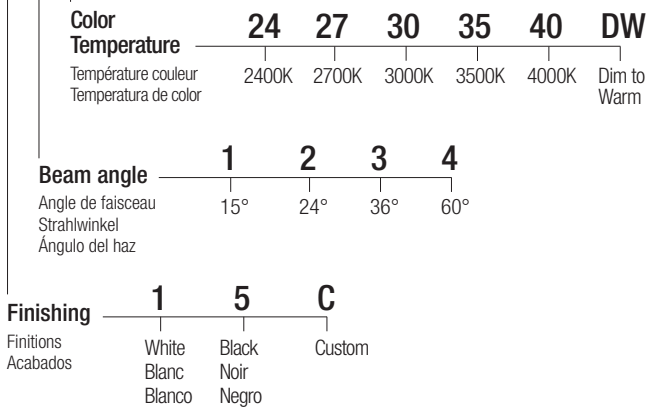 Color
Temperature
24 27 30 35 40 DW
Température couleur
Temperatura de color
2400K 2700K 3000K 3500K 4000K Dim to
Warm
Beam angle
1 2 3 4
Angle de faisceau
Strahlwinkel
Ángulo del haz
15° 24° 36° 60°
Finishing
1 5 C
Finitions
Acabados
White Black Custom
Blanc Noir
Blanco Negro